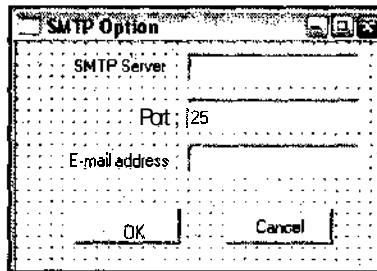 SMTP Option
SMTP Server
Port : 25
E-mail address
OK Cancel